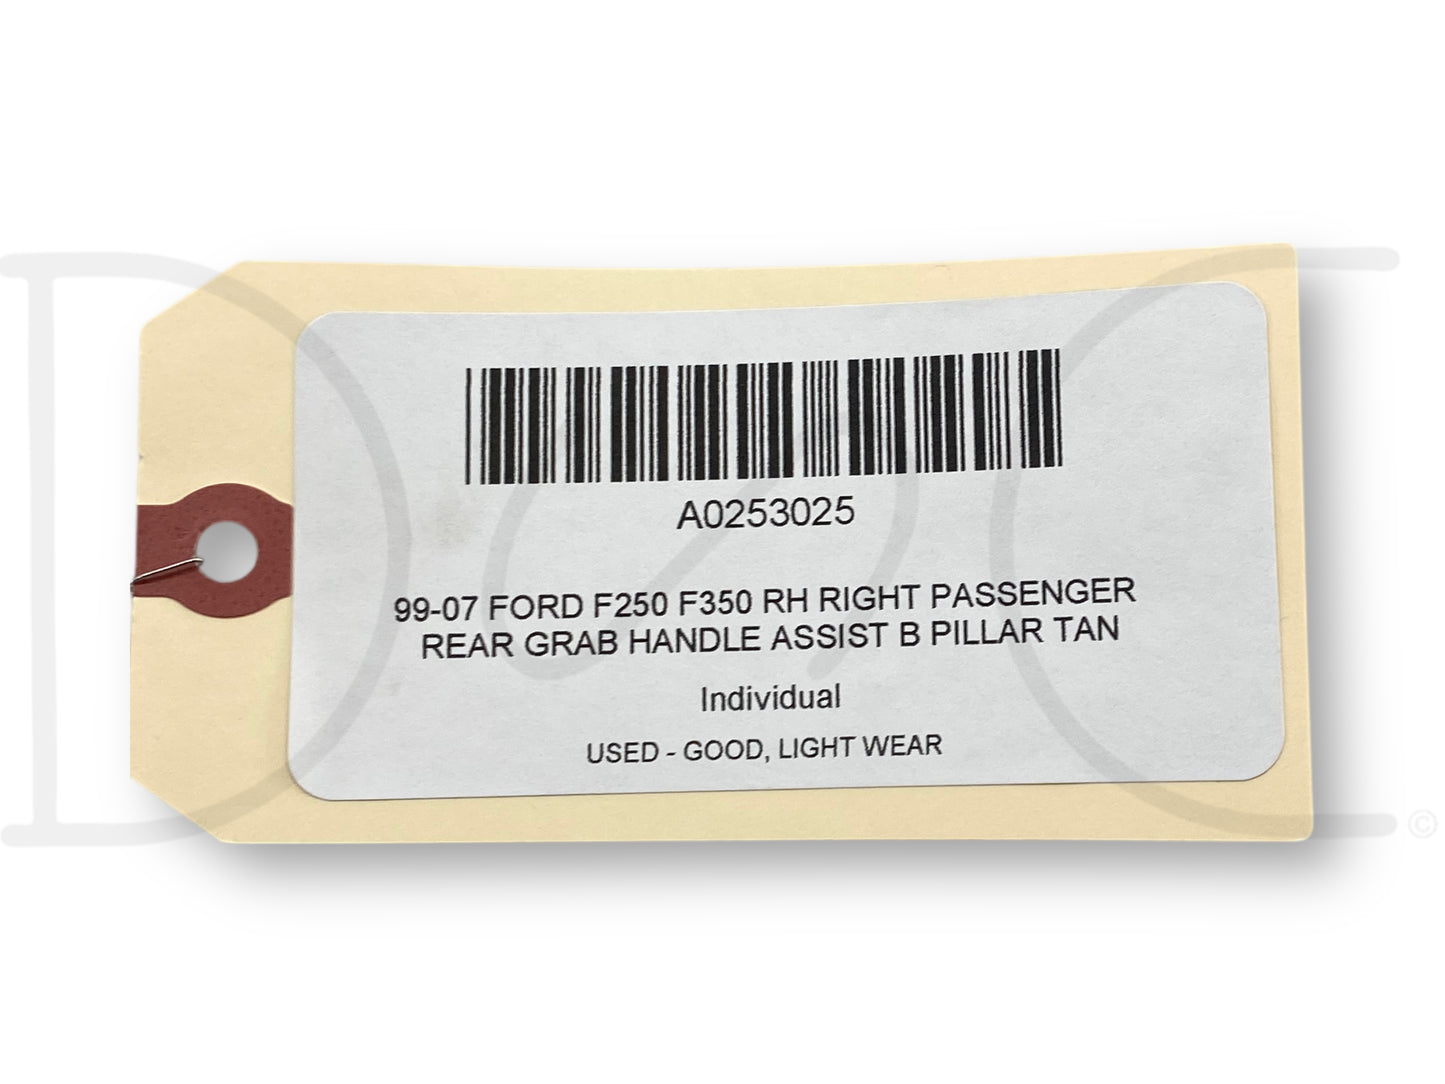 A0253025
99-07 FORD F250 F350 RH RIGHT PASSENGER
REAR GRAB HANDLE ASSIST B PILLAR TAN
Individual
USED - GOOD, LIGHT WEAR
©